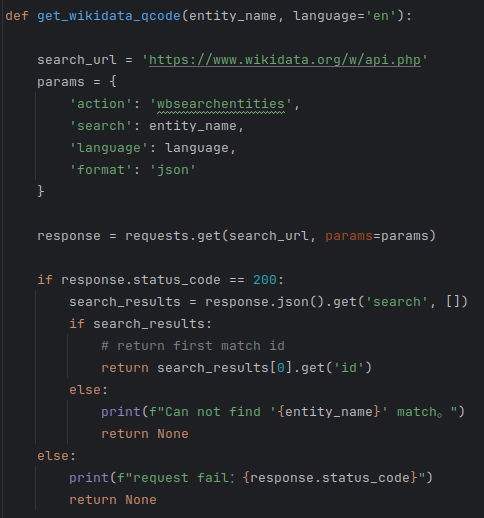 def get_wikidata_qcode(entity_name, language='en'):
search_url = 'https://www.wikidata.org/w/api.php'
params = {
'action': 'wbsearchentities',
'search': entity_name,
'language': language,
'format': 'json'
}
response = requests.get(search_url, params=params)
if response.status_code == 200:
search_results = response.json().get('search', [])
if search_results:
# return first match id
return search_results[0].get('id')
else:
print(f"Can not find '{entity_name}' match。")
return None
else:
print(f"request fail：{response.status_code}")
return None